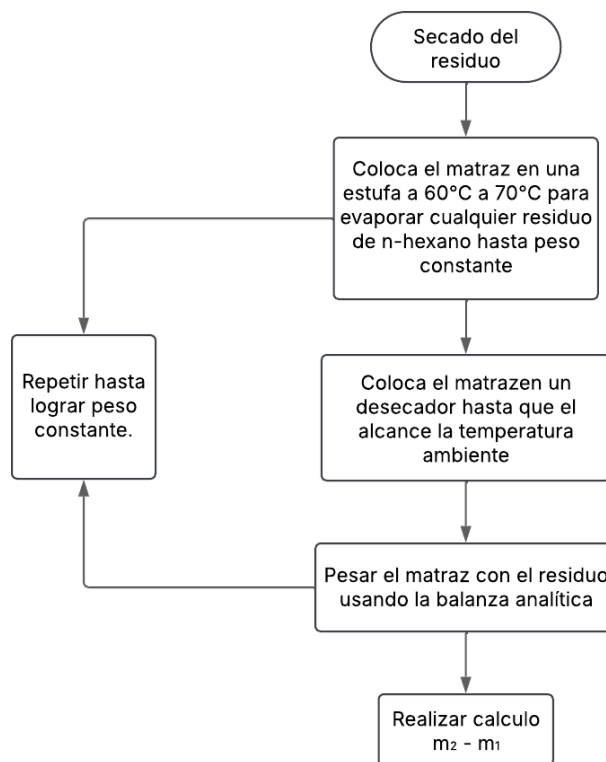 Secado del
residuo
Coloca el matraz en una
estufa a 60°C a 70°C para
evaporar cualquier residuo
de n-hexano hasta peso
constante
Repetir hasta
lograr peso
constante.
Coloca el matrazen un
desecador hasta que el
alcance la temperatura
ambiente
Pesar el matraz con el residuo
usando la balanza analítica
Realizar calculo
m₂ - m₁